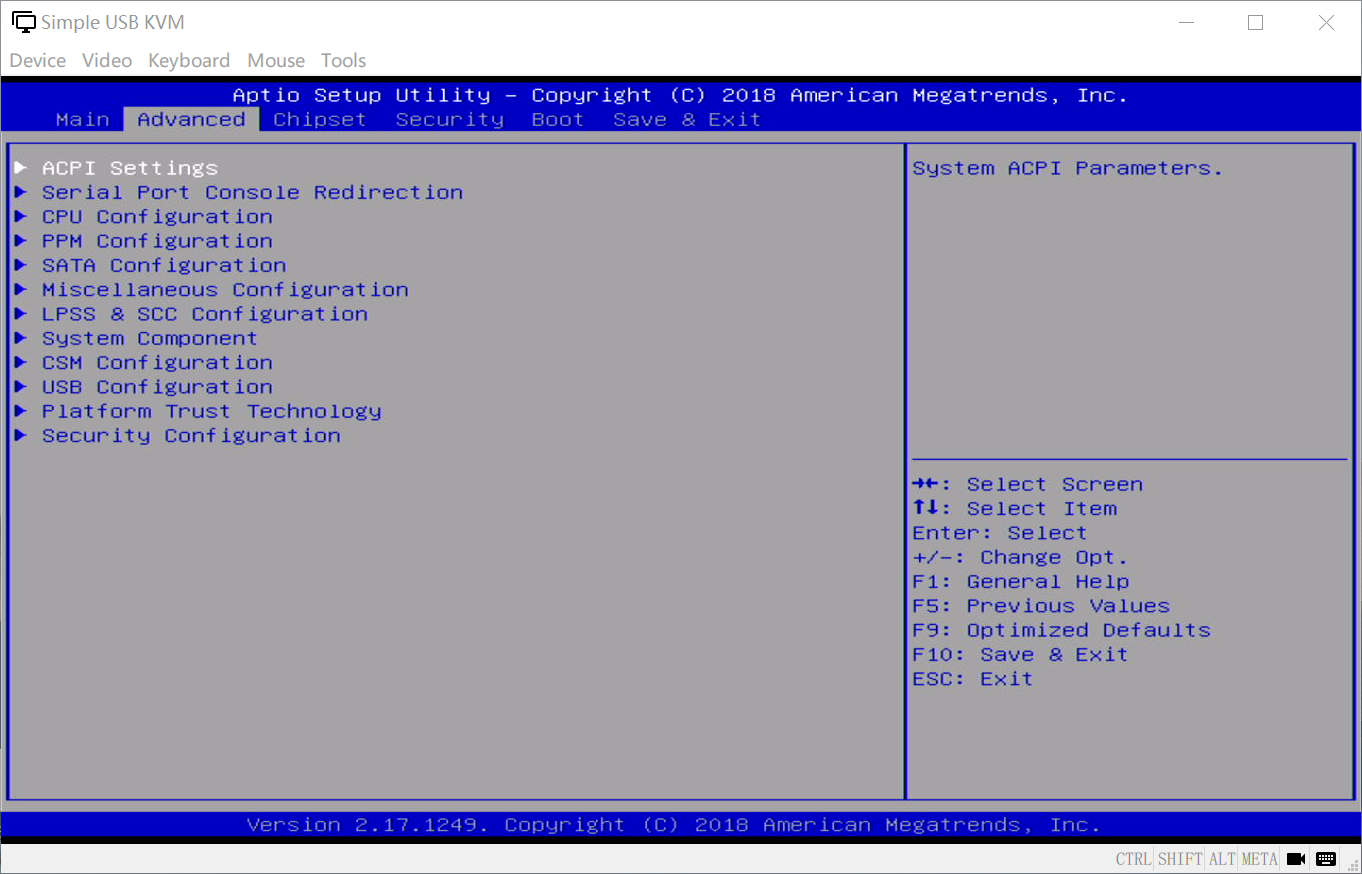 Simple USB KVM
Device Video Keyboard Mouse Tools
Aptio Setup Utility – Copyright (C) 2018 American Megatrends, Inc.
Main Advanced Chipset Security Boot Save & Exit
ACPI Settings
Serial Port Console Redirection
CPU Configuration
PPM Configuration
SATA Configuration
Miscellaneous Configuration
LPSS & SCC Configuration
System Component
CSM Configuration
USB Configuration
Platform Trust Technology
Security Configuration
System ACPI Parameters.
→←: Select Screen
↑↓: Select Item
Enter: Select
+/-: Change Opt.
F1: General Help
F5: Previous Values
F9: Optimized Defaults
F10: Save & Exit
ESC: Exit
Version 2.17.1249. Copyright (C) 2018 American Megatrends, Inc.
CTRL SHIFT ALT META